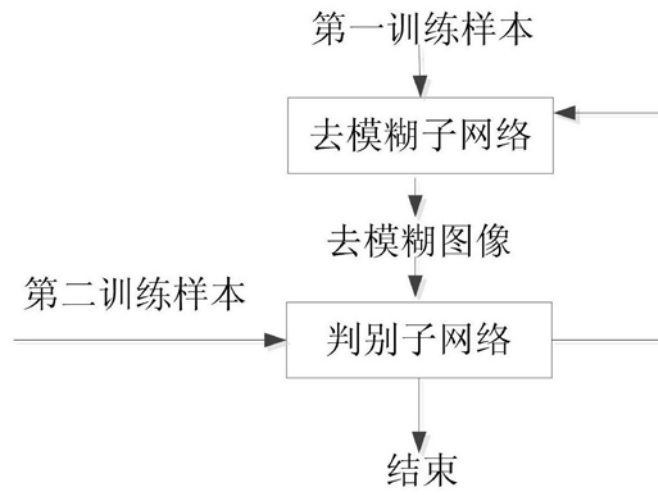 第一训练样本
去模糊子网络
去模糊图像
第二训练样本
判别子网络
结束